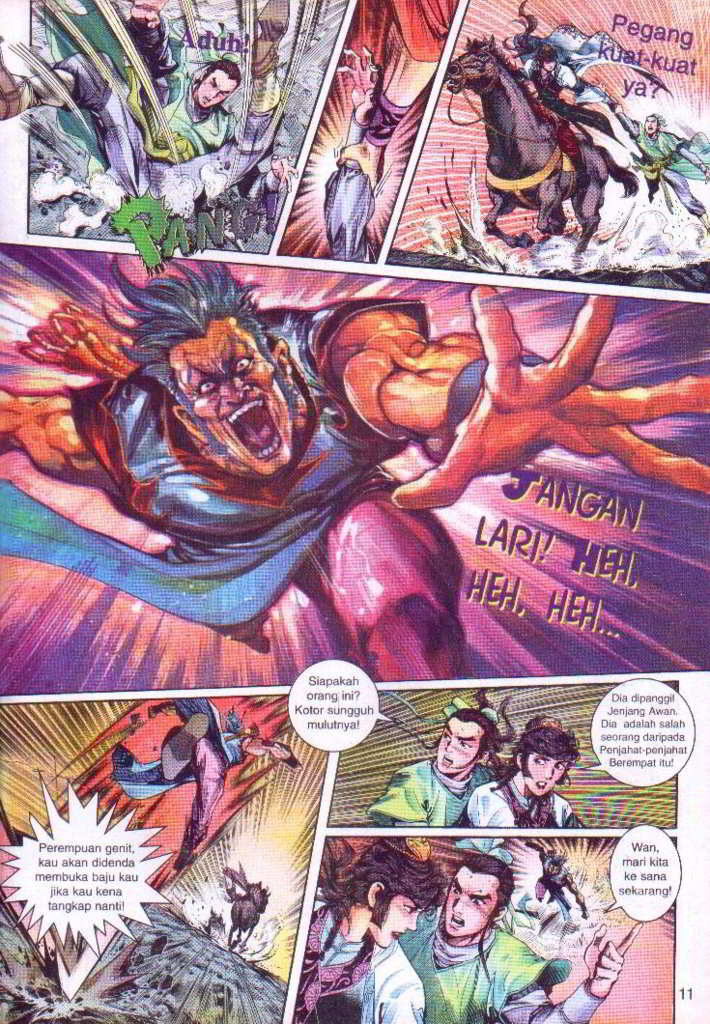 Aduh!
PANG!
Pegang
kuat-kuat
ya?
JANGAN
LARI! HEH,
HEH, HEH...
Siapakah
orang ini?
Kotor sungguh
mulutnya!
Dia dipanggil
Jenjang Awan.
Dia adalah salah
seorang daripada
Penjahat-penjahat
Berempat itu!
Perempuan genit,
kau akan didenda
membuka baju kau
jika kau kena
tangkap nanti!
Wan,
mari kita
ke sana
sekarang!
11